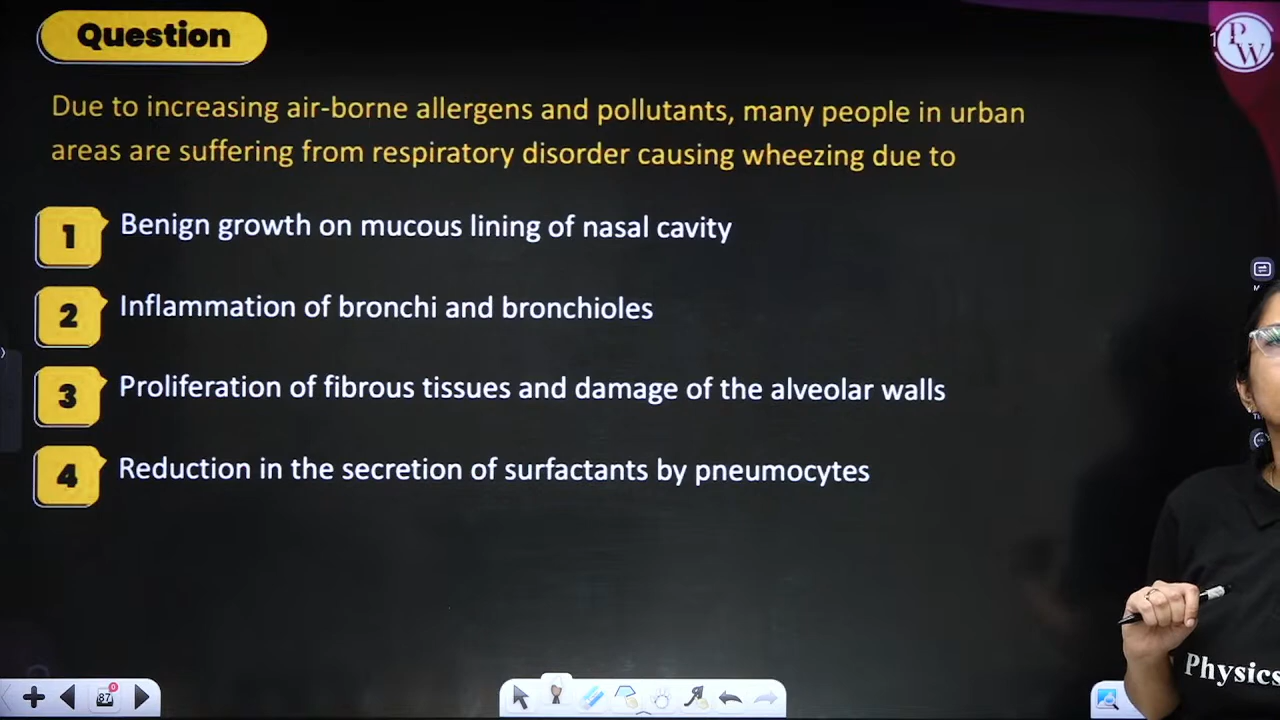 Question
PW
Due to increasing air-borne allergens and pollutants, many people in urban
areas are suffering from respiratory disorder causing wheezing due to
1 Benign growth on mucous lining of nasal cavity
2 Inflammation of bronchi and bronchioles
3 Proliferation of fibrous tissues and damage of the alveolar walls
4 Reduction in the secretion of surfactants by pneumocytes
Physics
87